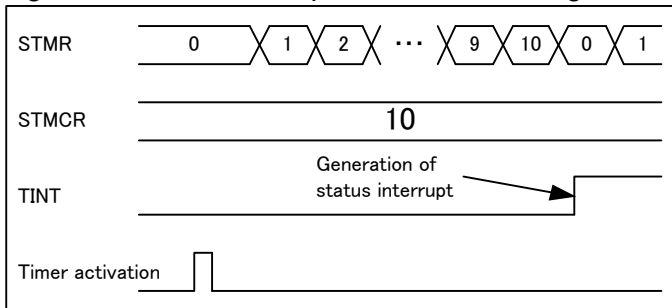 STMR 0 1 2 ··· 9 10 0 1
STMCR 10
Generation of
status interrupt
TINT
Timer activation